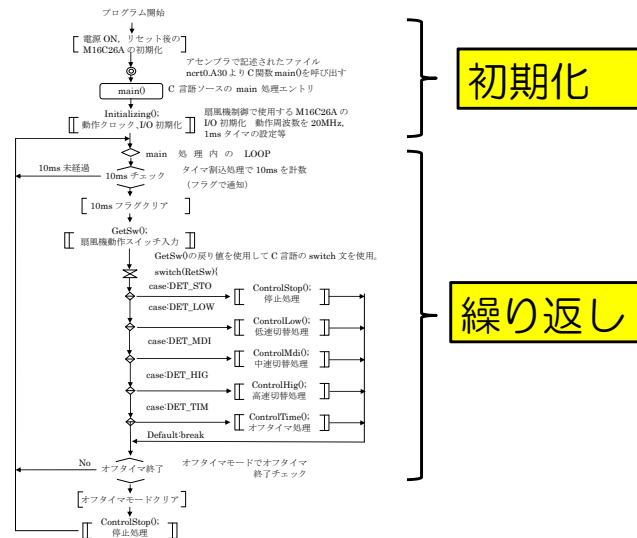 プログラム開始
電源 ON, リセット後の
M16C26A の初期化
アセンブラで記述されたファイル
ncrt0.A30 より C 関数 main()を呼び出す
main()
C 言語ソースの main 処理エントリ
Initializing();
動作クロック、I/O 初期化
扇風機制御で使用する M16C26A の
I/O 初期化 動作周波数を 20MHz,
1ms タイマの設定等
初期化
main 処 理 内 の LOOP
10ms 未経過
10ms チェック
タイマ割込処理で 10ms を計数
(フラグで通知)
10ms フラグクリア
GetSw();
扇風機動作スイッチ入力
GetSw()の戻り値を使用して C 言語の switch 文を使用。
switch(RetSw){
case:DET_STO
ControlStop();
停止処理
case:DET_LOW
ControlLow();
低速切替処理
case:DET_MDI
ControlMdi();
中速切替処理
case:DET_HIG
ControlHig();
高速切替処理
case:DET_TIM
ControlTime();
オフタイマ処理
Default:break
繰り返し
No
オフタイマ終了
オフタイマモードでオフタイマ
終了チェック
オフタイマモードクリア
ControlStop();
停止処理